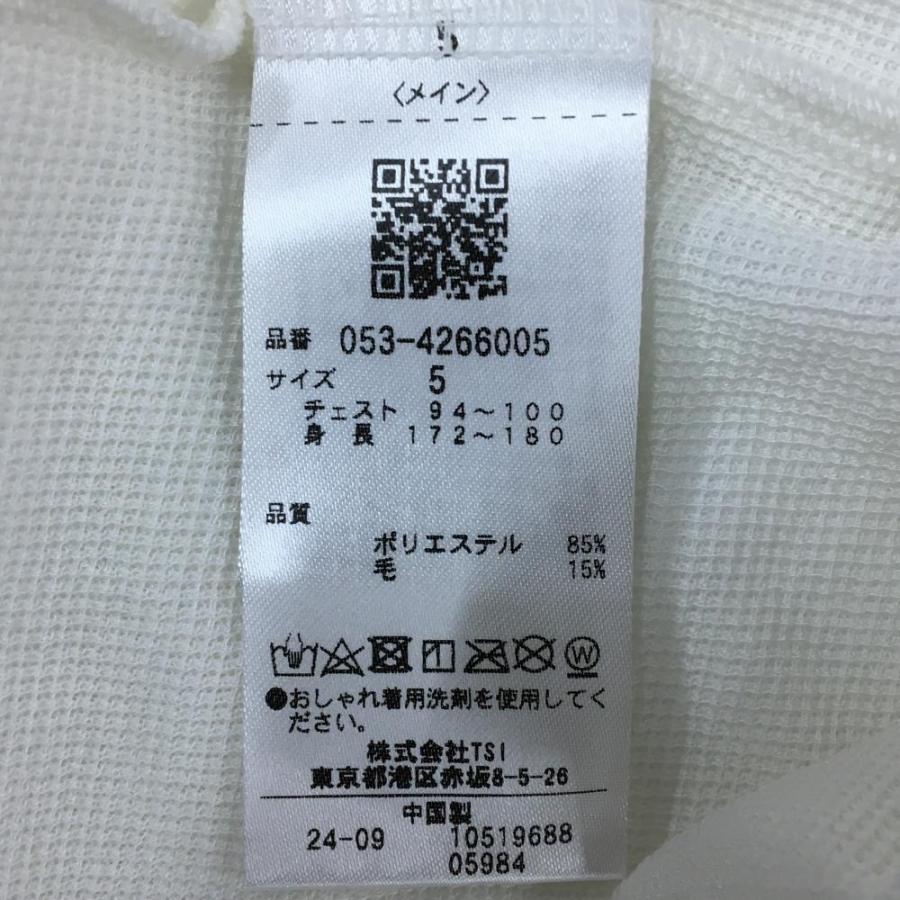 5
〈メイン〉
品番 053-4266005
サイズ 5
チェスト 94~100
身長 172~180
品質
ポリエステル 85%
毛 15%
W
●おしゃれ着用洗剤を使用してく
ださい。
株式会社TSI
東京都港区赤坂8-5-26
中国製
24-09 10519688
05984